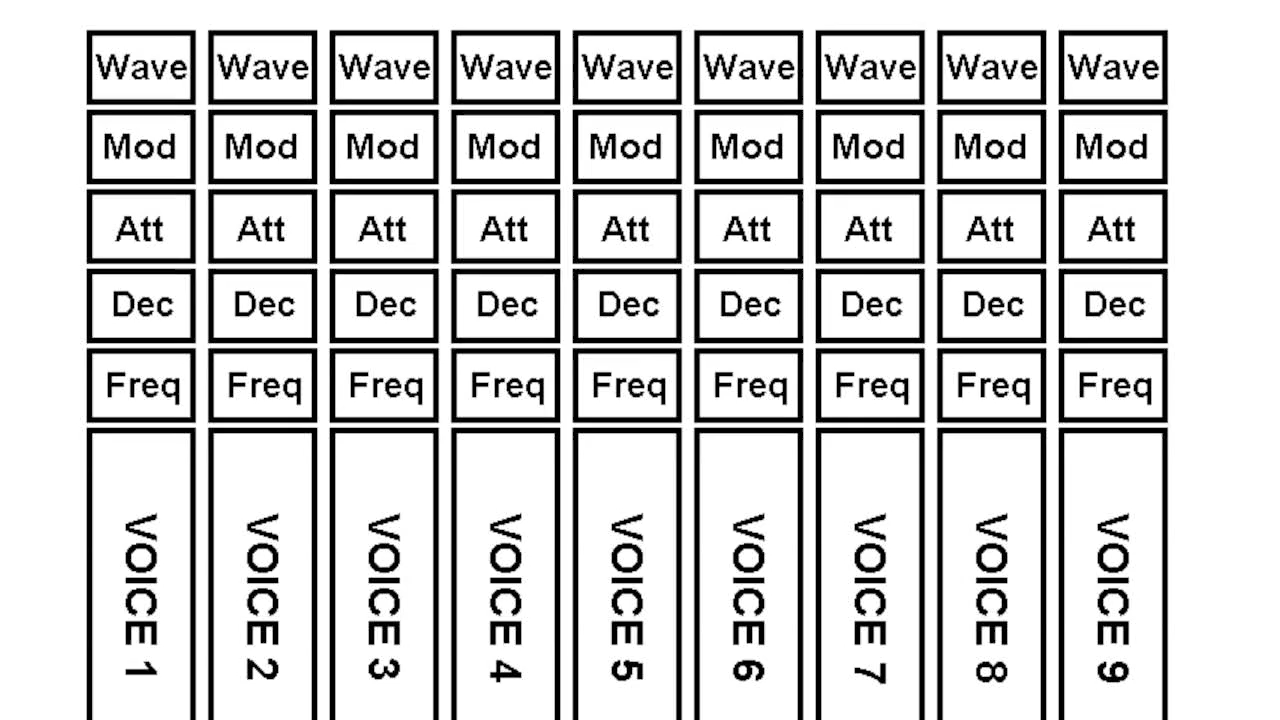 Wave Wave Wave Wave Wave Wave Wave Wave Wave
Mod Mod Mod Mod Mod Mod Mod Mod Mod
Att Att Att Att Att Att Att Att Att
Dec Dec Dec Dec Dec Dec Dec Dec Dec
Freq Freq Freq Freq Freq Freq Freq Freq Freq
VOICE 1
VOICE 2
VOICE 3
VOICE 4
VOICE 5
VOICE 6
VOICE 7
VOICE 8
VOICE 9